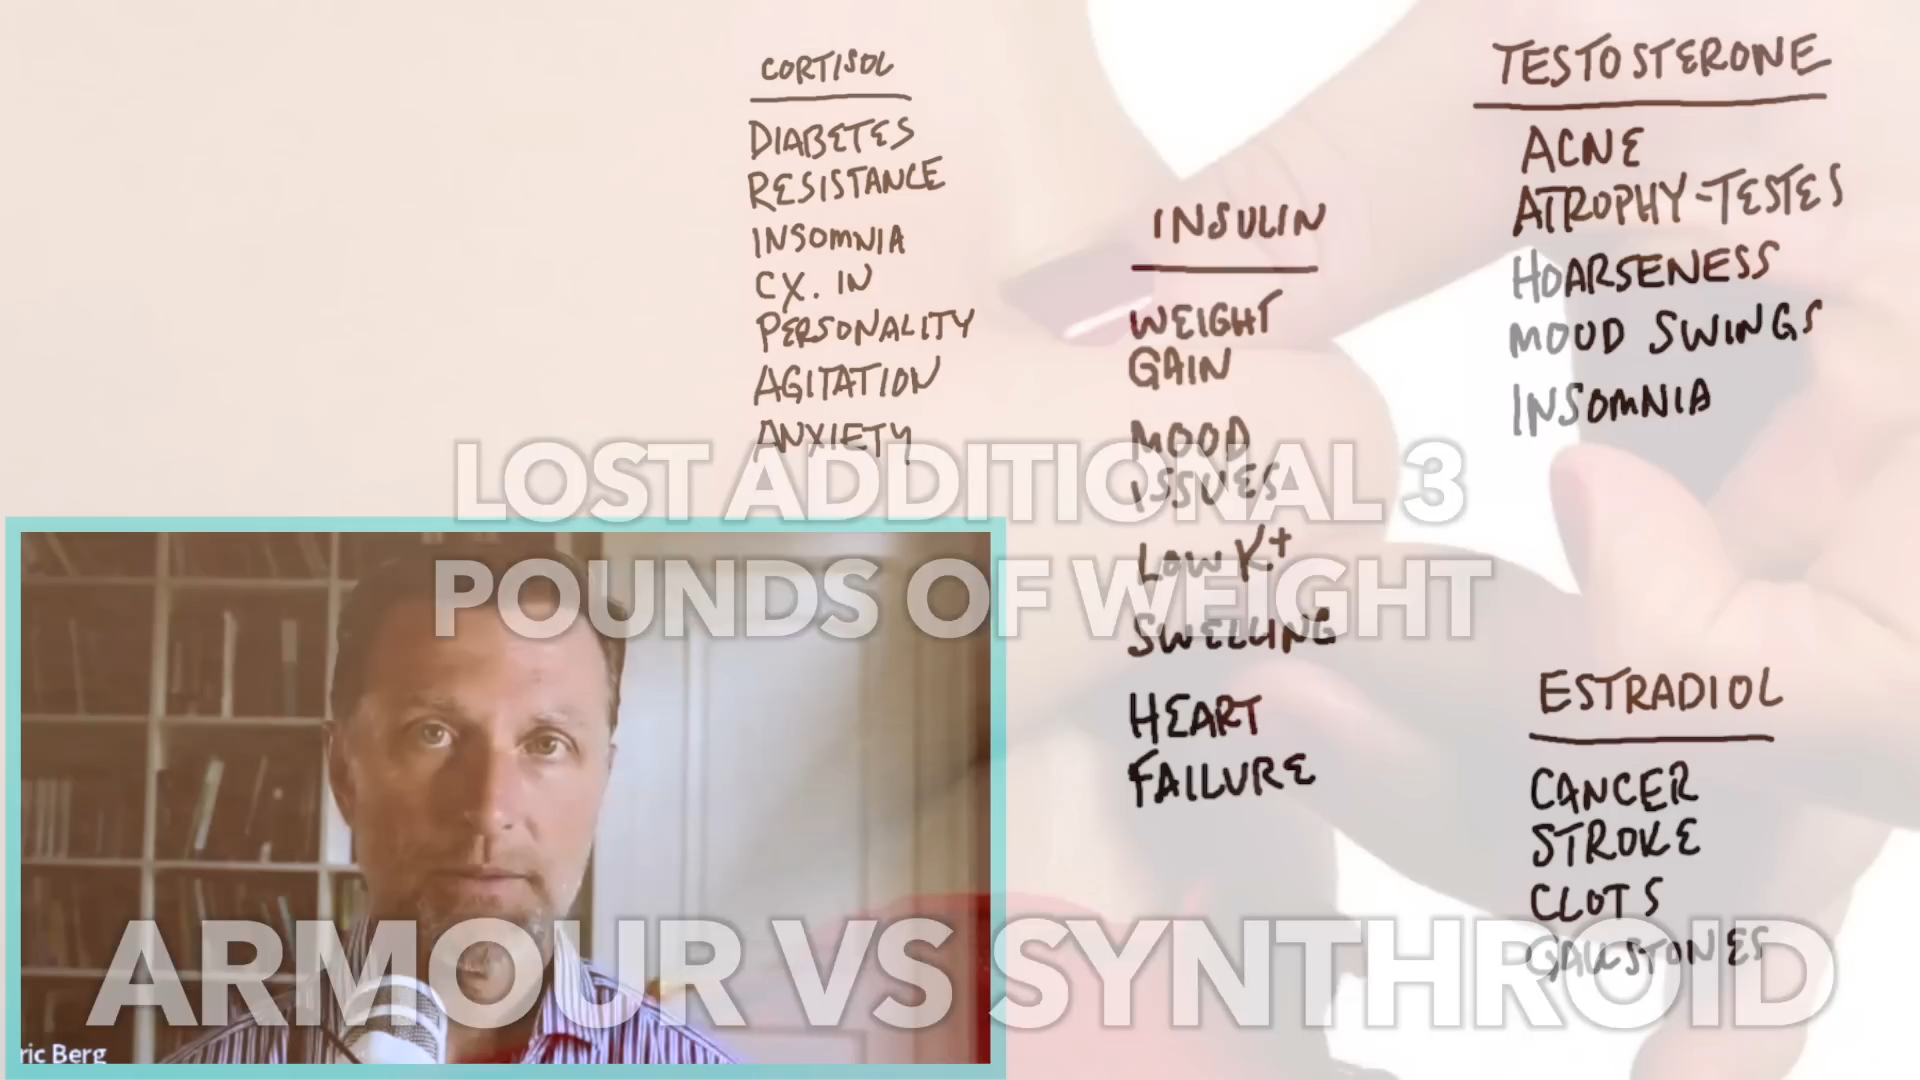 CORTISOL
DIABETES
RESISTANCE
INSOMNIA
CX. IN
PERSONALITY
AGITATION
ANXIETY
INSULIN
WEIGHT
GAIN
MOOD
ISSUES
LOW K+
SWELLING
HEART
FAILURE
TESTOSTERONE
ACNE
ATROPHY-TESTES
HOARSENESS
MOOD SWINGS
INSOMNIA
ESTRADIOL
CANCER
STROKE
CLOTS
GALLSTONES
LOST ADDITIONAL 3
POUNDS OF WEIGHT
ARMOUR VS SYNTHROID
ric Berg